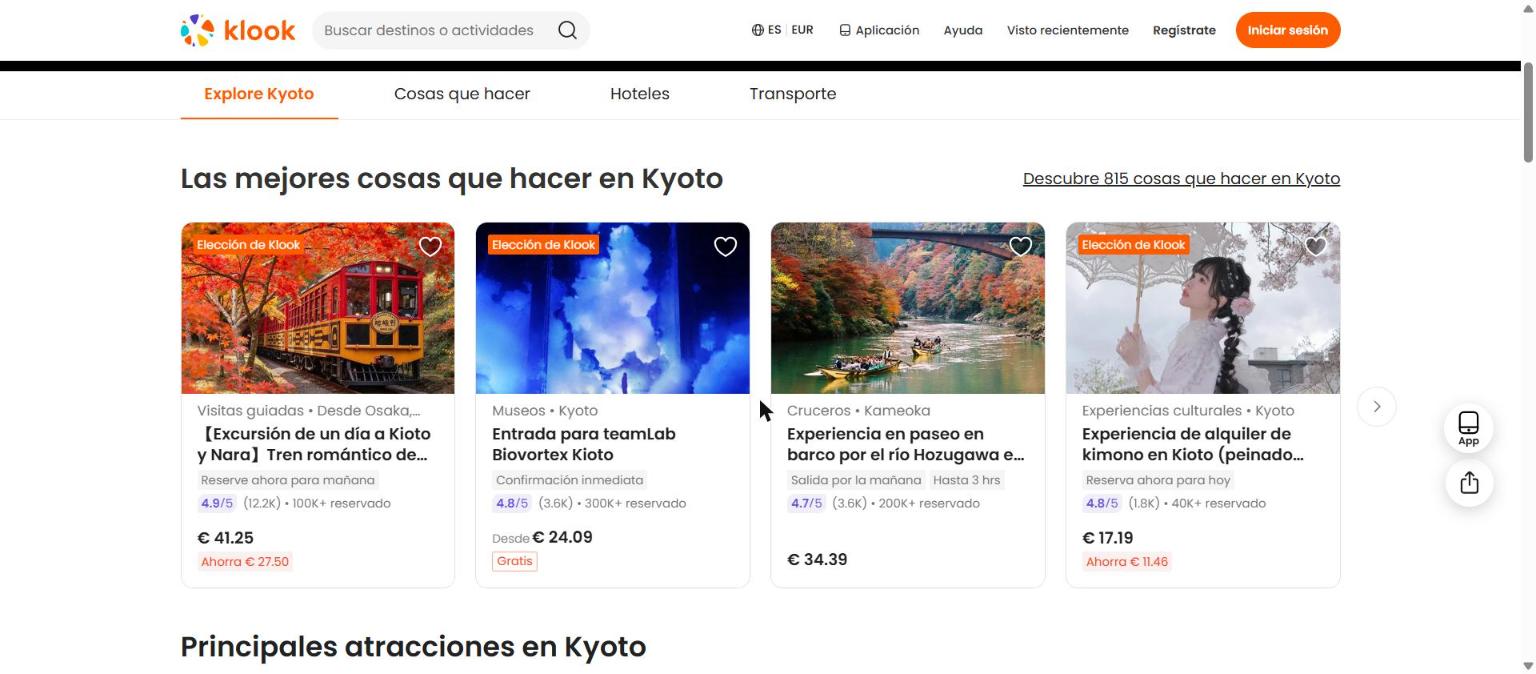 klook
Buscar destinos o actividades
ES | EUR
Aplicación
Ayuda
Visto recientemente
Regístrate
Iniciar sesión
Explore Kyoto
Cosas que hacer
Hoteles
Transporte
Las mejores cosas que hacer en Kyoto
Descubre 815 cosas que hacer en Kyoto
Elección de Klook
Visitas guiadas • Desde Osaka,...
【Excursión de un día a Kioto
y Nara】Tren romántico de...
Reserve ahora para mañana
4.9/5 (12.2K) • 100K+ reservado
€ 41.25
Ahorra € 27.50
Elección de Klook
Museos • Kyoto
Entrada para teamLab
Biovortex Kioto
Confirmación inmediata
4.8/5 (3.6K) • 300K+ reservado
Desde € 24.09
Gratis
Cruceros • Kameoka
Experiencia en paseo en
barco por el río Hozugawa e...
Salida por la mañana Hasta 3 hrs
4.7/5 (3.6K) • 200K+ reservado
€ 34.39
Elección de Klook
Experiencias culturales • Kyoto
Experiencia de alquiler de
kimono en Kioto (peinado...
Reserva ahora para hoy
4.8/5 (1.8K) • 40K+ reservado
€ 17.19
Ahorra € 11.46
App
Principales atracciones en Kyoto